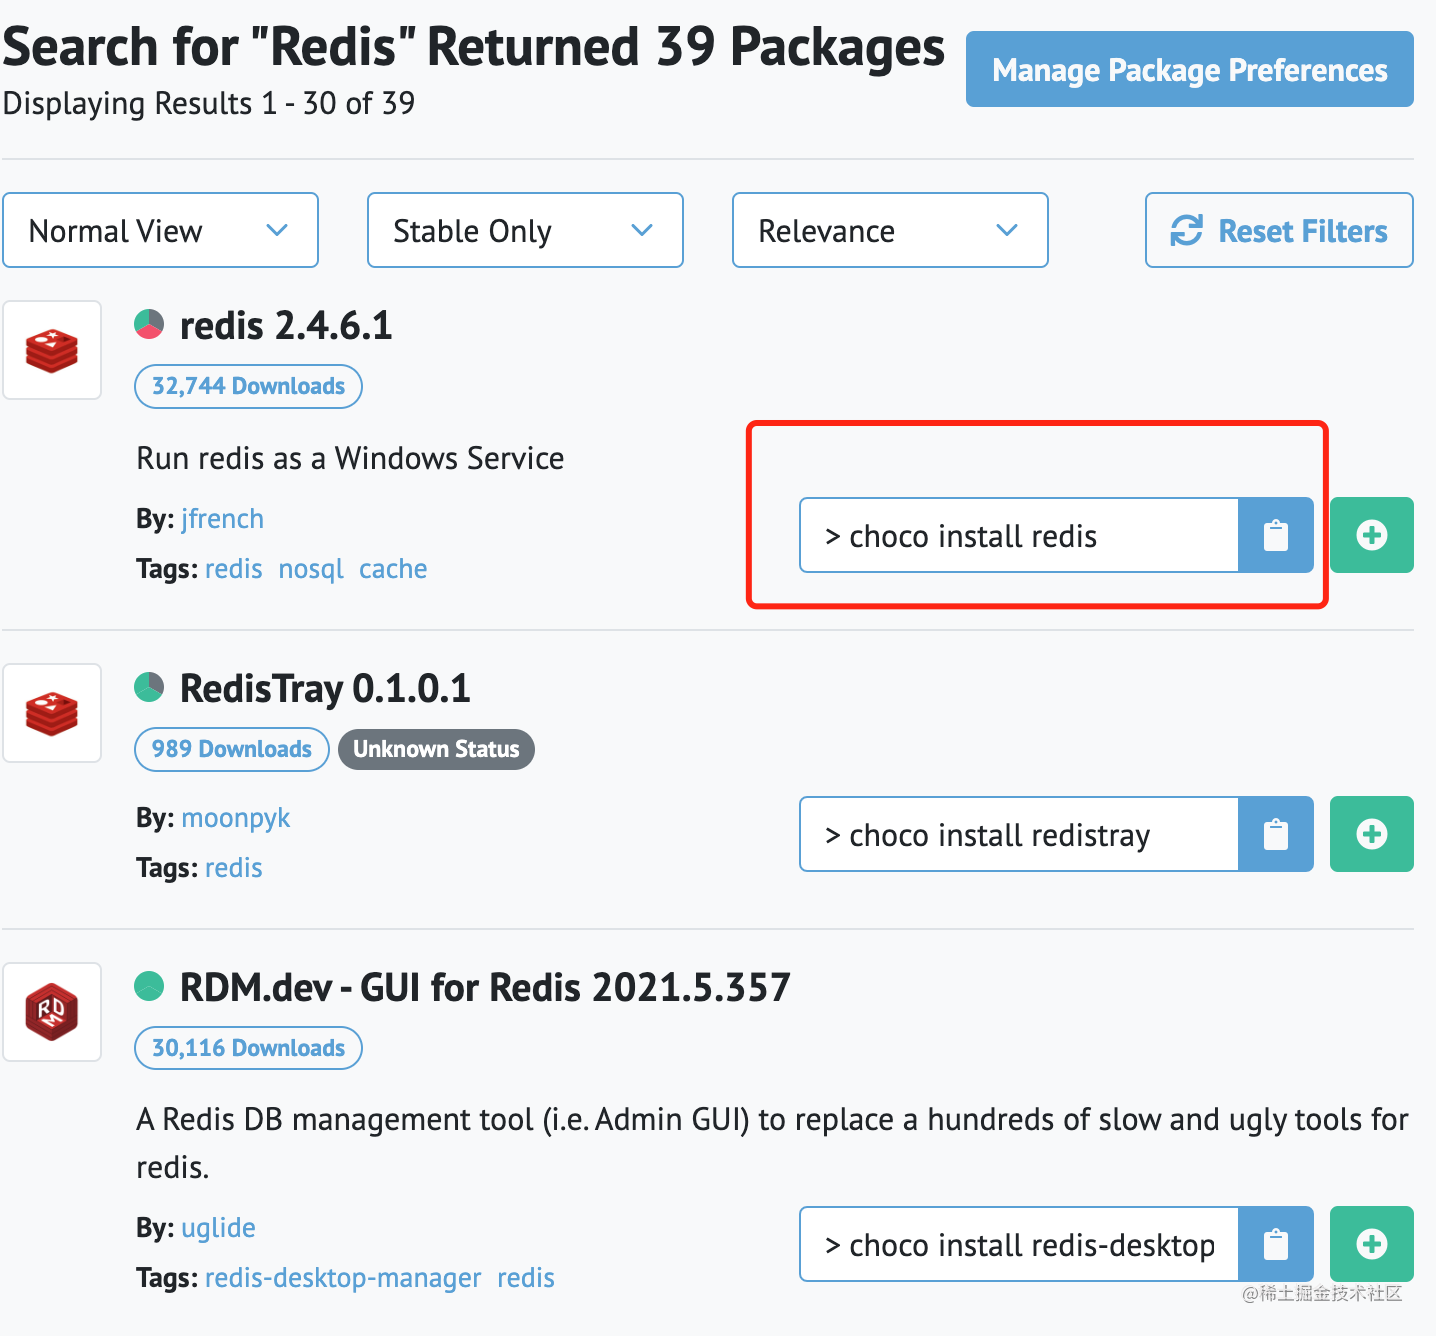 Search for "Redis" Returned 39 Packages
Manage Package Preferences
Displaying Results 1 - 30 of 39
Normal View
Stable Only
Relevance
Reset Filters
redis 2.4.6.1
32,744 Downloads
Run redis as a Windows Service
By: jfrench
> choco install redis
Tags: redis nosql cache
RedisTray 0.1.0.1
989 Downloads
Unknown Status
By: moonpyk
> choco install redistray
Tags: redis
RDM
RDM.dev - GUI for Redis 2021.5.357
30,116 Downloads
A Redis DB management tool (i.e. Admin GUI) to replace a hundreds of slow and ugly tools for
redis.
By: uglide
> choco install redis-desktop
Tags: redis-desktop-manager redis
@稀土掘金技术社区